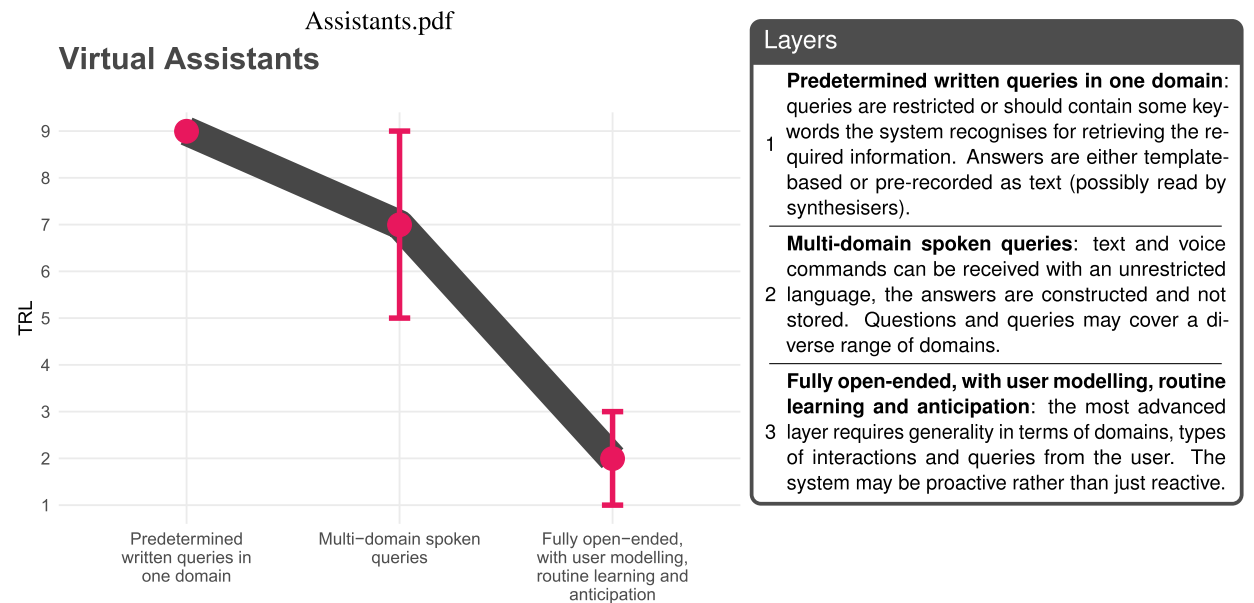 Assistants.pdf
Virtual Assistants
TRL
9
8
7
6
5
4
3
2
1
Predetermined
written queries in
one domain
Multi−domain spoken
queries
Fully open−ended,
with user modelling,
routine learning and
anticipation
Layers
1
Predetermined written queries in one domain:
queries are restricted or should contain some key-
words the system recognises for retrieving the re-
quired information. Answers are either template-
based or pre-recorded as text (possibly read by
synthesisers).
2
Multi-domain spoken queries: text and voice
commands can be received with an unrestricted
language, the answers are constructed and not
stored. Questions and queries may cover a di-
verse range of domains.
3
Fully open-ended, with user modelling, routine
learning and anticipation: the most advanced
layer requires generality in terms of domains, types
of interactions and queries from the user. The
system may be proactive rather than just reactive.